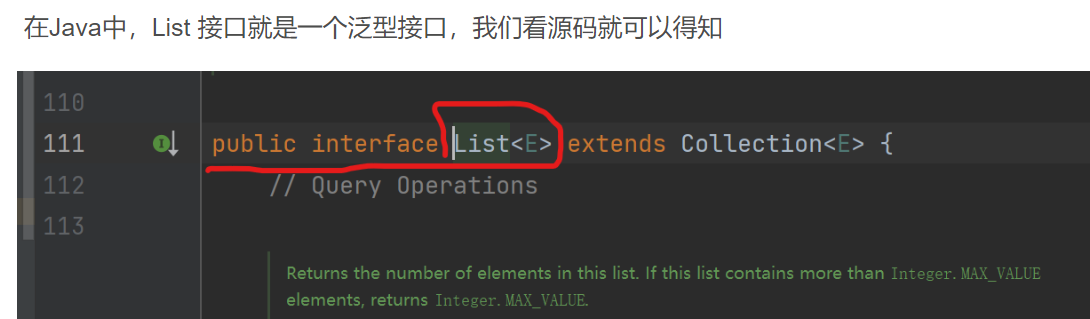 在Java中，List 接口就是一个泛型接口，我们看源码就可以得知
110
111 public interface List<E> extends Collection<E> {
112 // Query Operations
113
Returns the number of elements in this list. If this list contains more than Integer.MAX_VALUE
elements, returns Integer.MAX_VALUE.